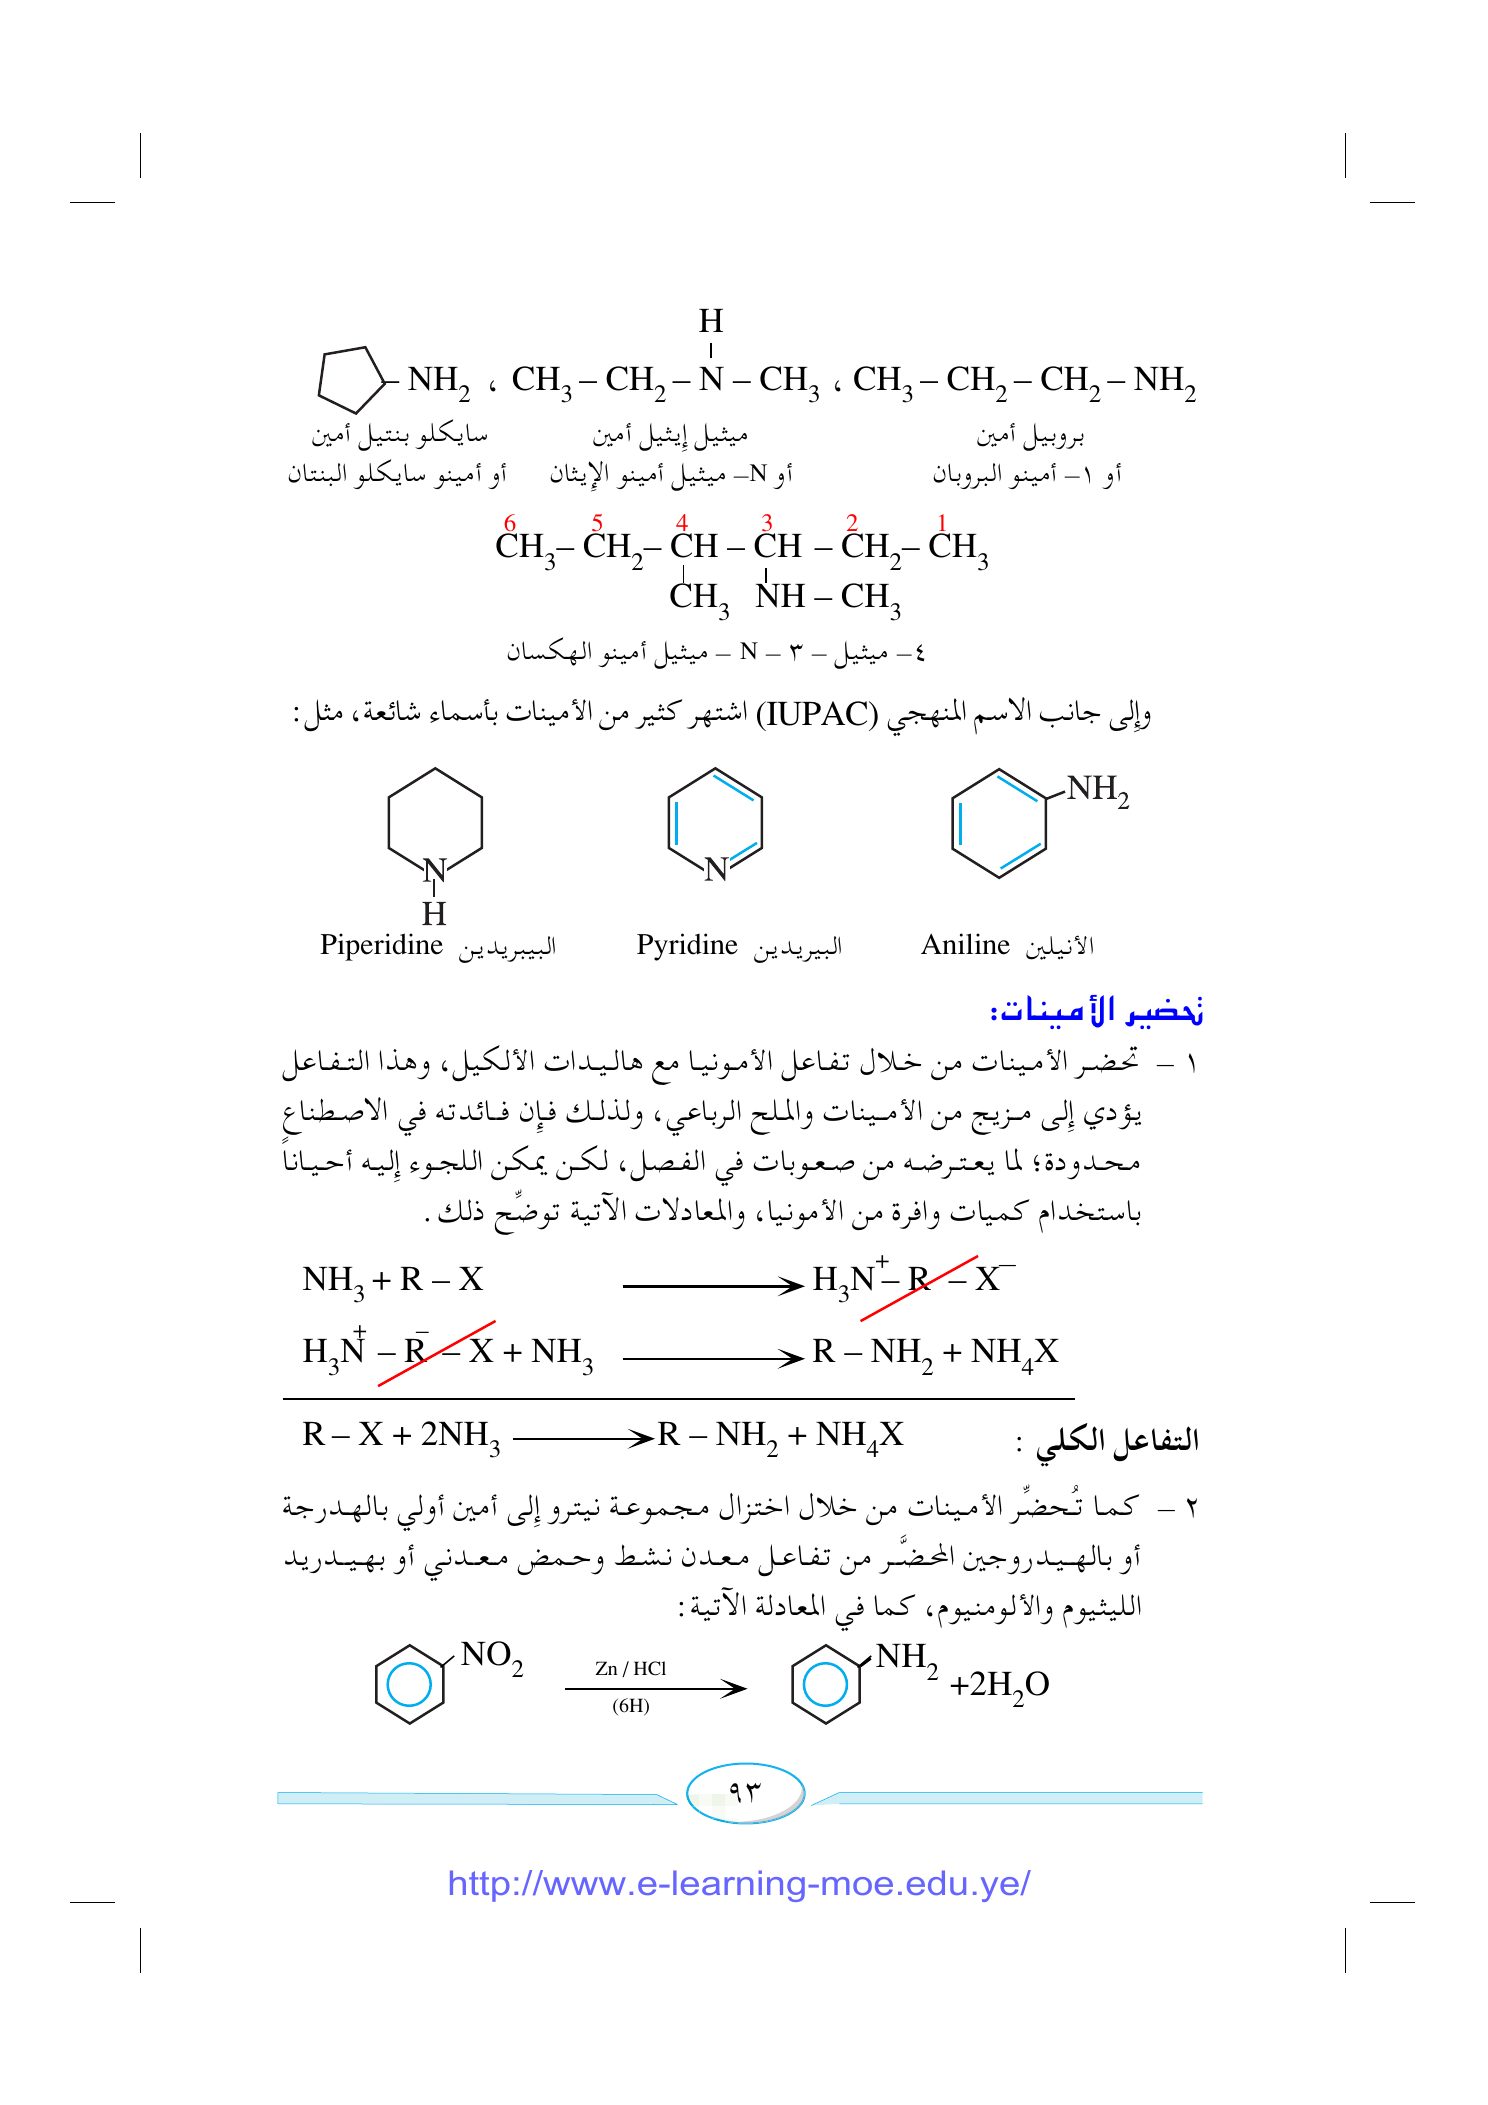 CH₃ – CH₂ – CH₂ – NH₂ ، CH₃ – CH₂ – N – CH₃ ، – NH₂
H
بروبيل أمين ميثيل إيثيل أمين سايكلو بنتيل أمين
أو ١– أمينو البروبان أو N– ميثيل أمينو الإيثان أو أمينو سايكلو البنتان
6 5 4 3 2 1
CH₃– CH₂– CH – CH – CH₂– CH₃
CH₃ NH – CH₃
٤– ميثيل – ٣ – N – ميثيل أمينو الهكسان
وإلى جانب الاسم المنهجي (IUPAC) اشتهر كثير من الأمينات بأسماء شائعة، مثل:
NH₂
N N
H
الأنيلين Aniline البيريدين Pyridine البيبريدين Piperidine
تحضير الأمينات:
١ – تحضر الأمينات من خلال تفاعل الأمونيا مع هاليدات الألكيل، وهذا التفاعل
يؤدي إلى مزيج من الأمينات والملح الرباعي، ولذلك فإن فائدته في الاصطناع
محدودة؛ لما يعترضه من صعوبات في الفصل، لكن يمكن اللجوء إليه أحياناً
باستخدام كميات وافرة من الأمونيا، والمعادلات الآتية توضِّح ذلك .
NH₃ + R – X ⟶ H₃N⁺– R – X⁻
H₃N⁺ – R⁻ – X + NH₃ ⟶ R – NH₂ + NH₄X
التفاعل الكلي : R – X + 2NH₃ ⟶ R – NH₂ + NH₄X
٢ – كما تُحضِّر الأمينات من خلال اختزال مجموعة نيترو إلى أمين أولي بالهدرجة
أو بالهيدروجين المحضَّر من تفاعل معدن نشط وحمض معدني أو بهيدريد
الليثيوم والألومنيوم، كما في المعادلة الآتية:
NO₂ Zn / HCl ⟶ NH₂ +2H₂O
(6H)
٩٣
http://www.e-learning-moe.edu.ye/